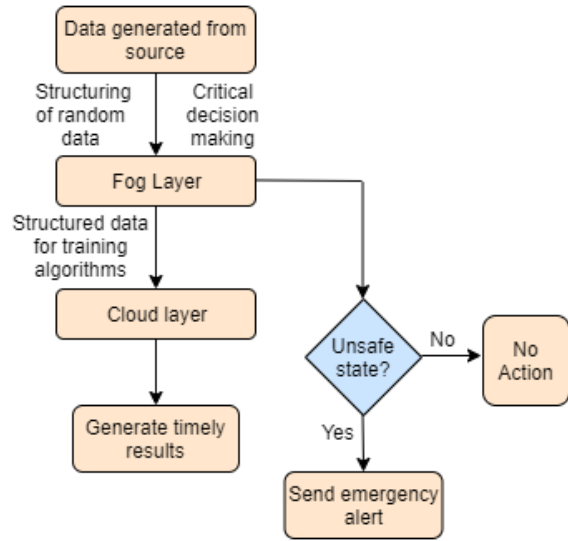 Data generated from
source
Structuring
of random
data
Critical
decision
making
Fog Layer
Structured data
for training
algorithms
Cloud layer
Unsafe
state?
No
No
Action
Generate timely
results
Yes
Send emergency
alert